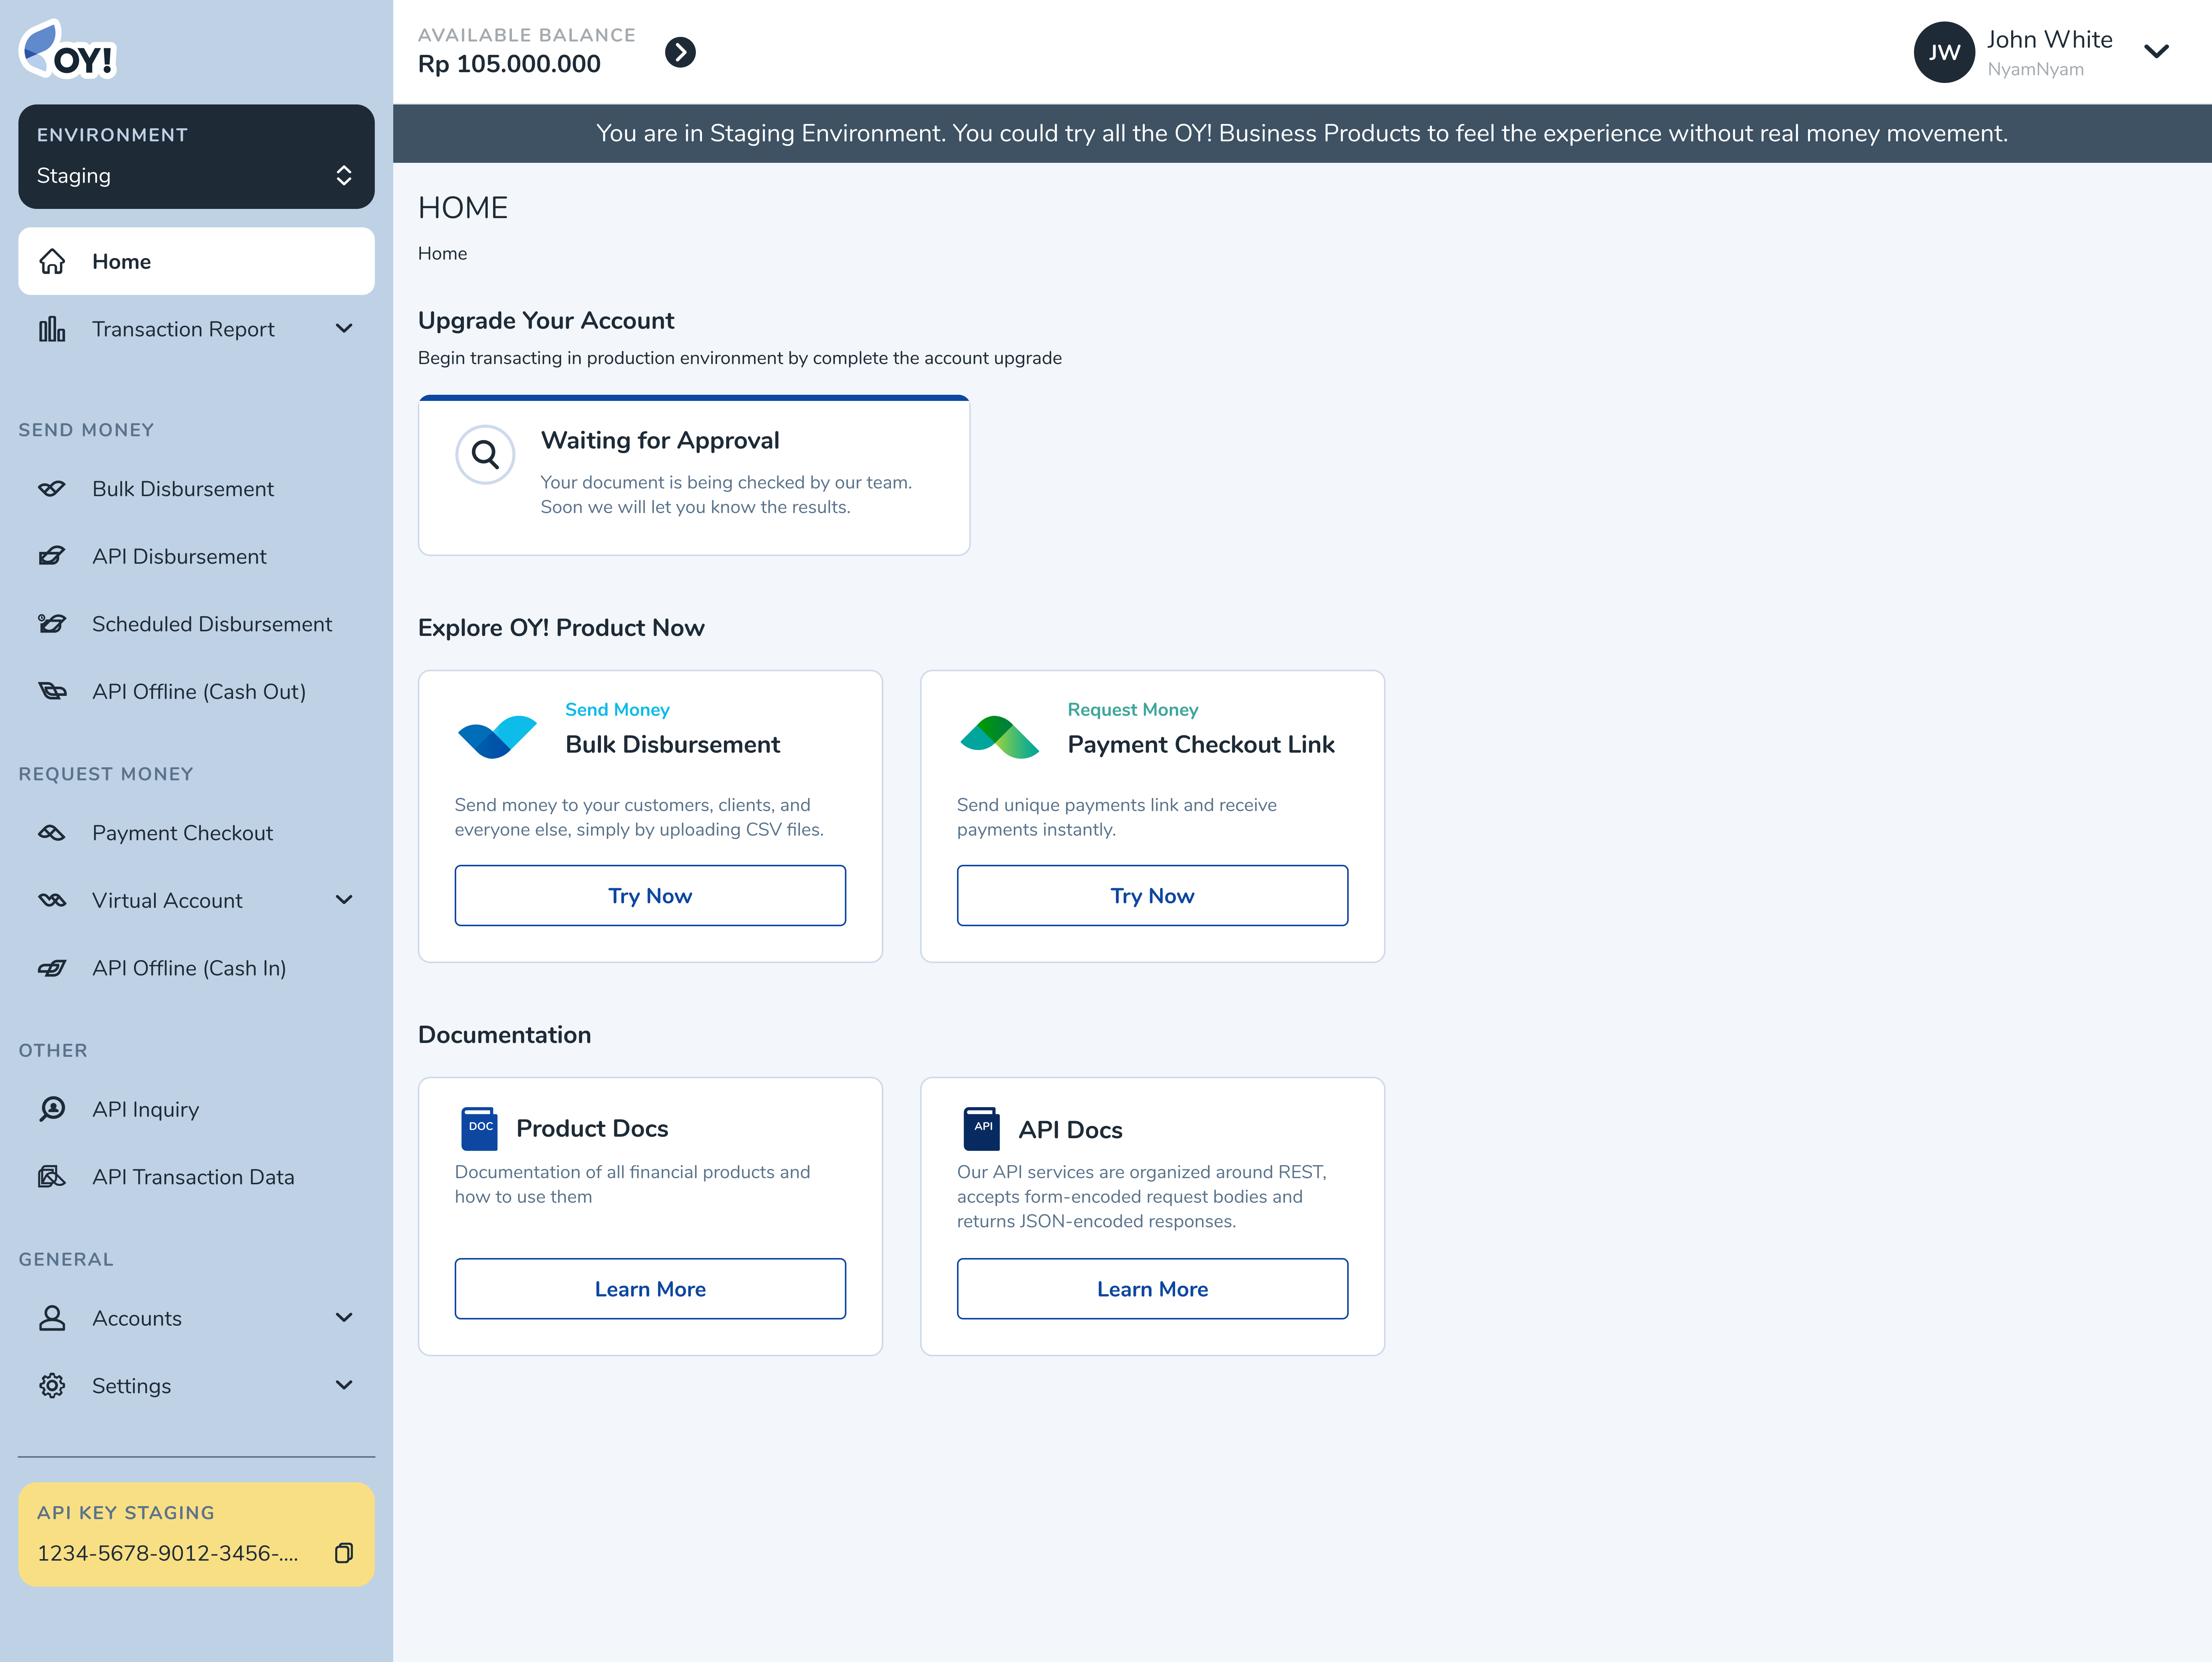 OY!
ENVIRONMENT
Staging
Home
Transaction Report
SEND MONEY
Bulk Disbursement
API Disbursement
Scheduled Disbursement
API Offline (Cash Out)
REQUEST MONEY
Payment Checkout
Virtual Account
API Offline (Cash In)
OTHER
API Inquiry
API Transaction Data
GENERAL
Accounts
Settings
API KEY STAGING
1234-5678-9012-3456-....
AVAILABLE BALANCE
Rp 105.000.000
JW
John White
NyamNyam
You are in Staging Environment. You could try all the OY! Business Products to feel the experience without real money movement.
HOME
Home
Upgrade Your Account
Begin transacting in production environment by complete the account upgrade
Waiting for Approval
Your document is being checked by our team.
Soon we will let you know the results.
Explore OY! Product Now
Send Money
Bulk Disbursement
Send money to your customers, clients, and
everyone else, simply by uploading CSV files.
Try Now
Request Money
Payment Checkout Link
Send unique payments link and receive
payments instantly.
Try Now
Documentation
DOC
Product Docs
Documentation of all financial products and
how to use them
Learn More
API
API Docs
Our API services are organized around REST,
accepts form-encoded request bodies and
returns JSON-encoded responses.
Learn More